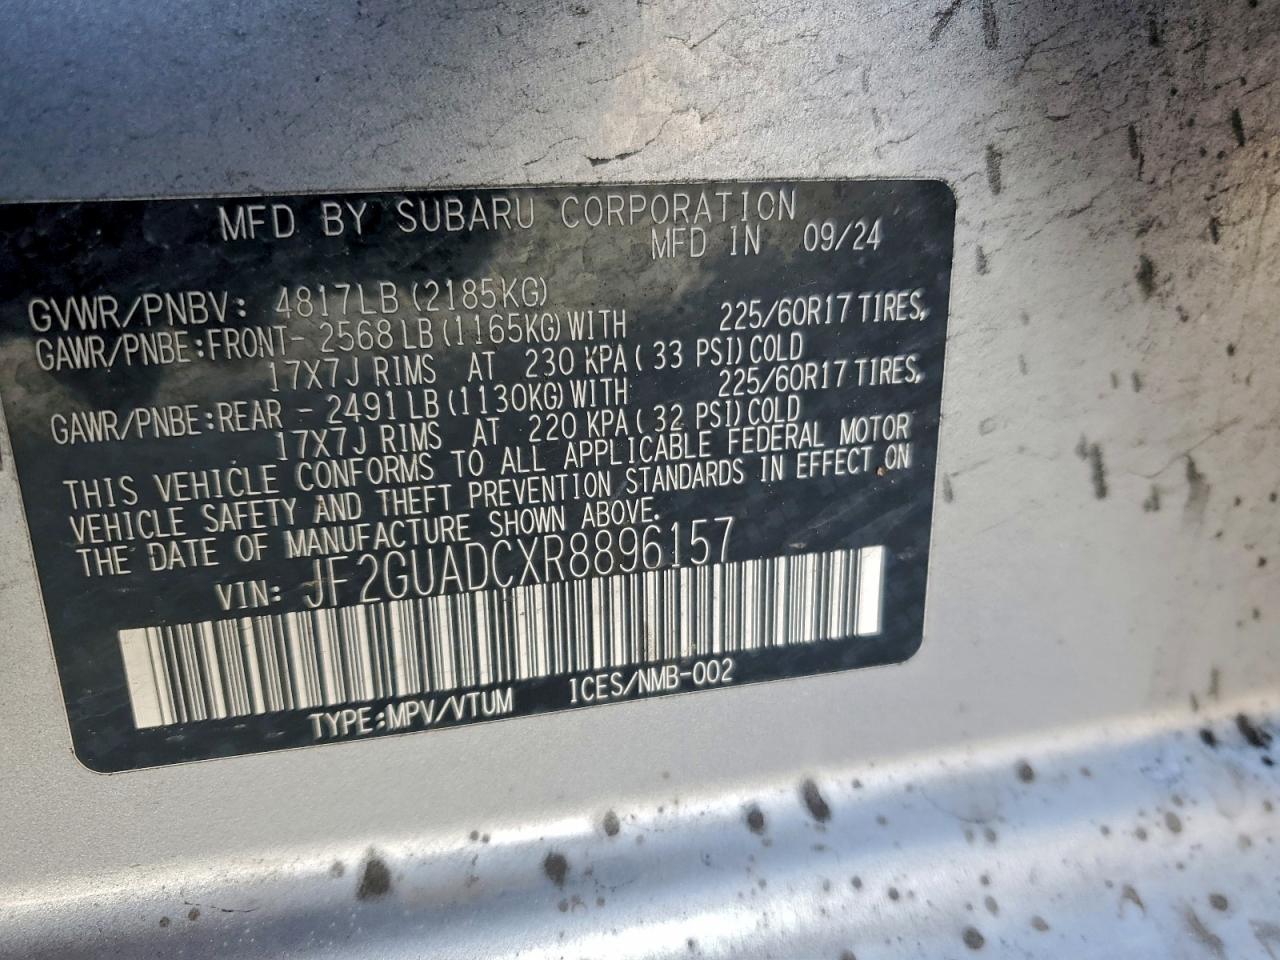 MFD BY SUBARU CORPORATION
MFD IN 09/24
GVWR/PNBV: 4817LB (2185KG)
GAWR/PNBE:FRONT- 2568 LB (1165KG) WITH 225/60R17 TIRES,
17X7J RIMS AT 230 KPA ( 33 PSI) COLD
GAWR/PNBE:REAR - 2491 LB (1130KG) WITH 225/60R17 TIRES,
17X7J RIMS AT 220 KPA ( 32 PSI) COLD
THIS VEHICLE CONFORMS TO ALL APPLICABLE FEDERAL MOTOR
VEHICLE SAFETY AND THEFT PREVENTION STANDARDS IN EFFECT ON
THE DATE OF MANUFACTURE SHOWN ABOVE.
VIN: JF2GUADCXR8896157
TYPE:MPV/VTUM ICES/NMB-002